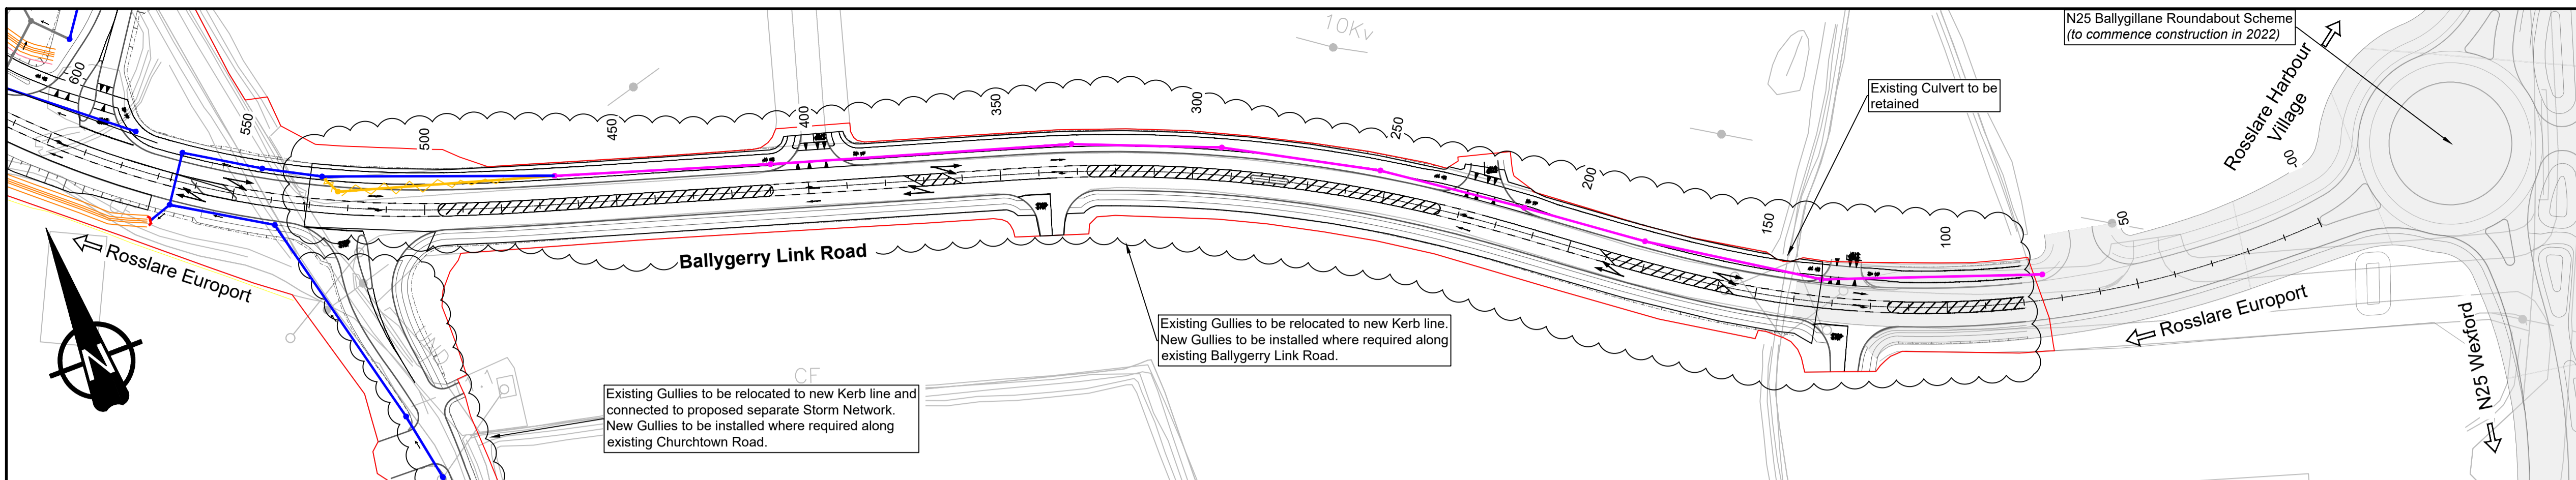 10Kv
N25 Ballygillane Roundabout Scheme
(to commence construction in 2022)
Rosslare Harbour
Village
Existing Culvert to be
retained
600
550
500
450
400
350
300
250
200
150
100
50
00
Ballygerry Link Road
Rosslare Europort
Rosslare Europort
N25 Wexford
N
Existing Gullies to be relocated to new Kerb line.
New Gullies to be installed where required along
existing Ballygerry Link Road.
CF
Existing Gullies to be relocated to new Kerb line and
connected to proposed separate Storm Network.
New Gullies to be installed where required along
existing Churchtown Road.